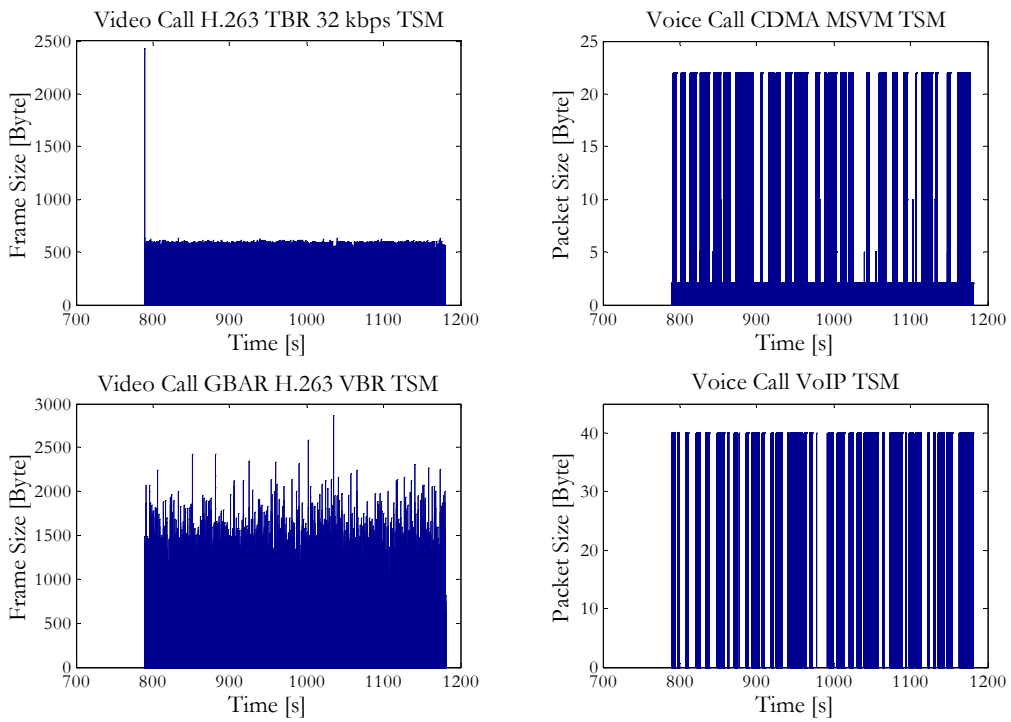 Video Call H.263 TBR 32 kbps TSM
2500
2000
1500
1000
500
0
Frame Size [Byte]
700 800 900 1000 1100 1200
Time [s]
Voice Call CDMA MSVM TSM
25
20
15
10
5
0
Packet Size [Byte]
700 800 900 1000 1100 1200
Time [s]
Video Call GBAR H.263 VBR TSM
3000
2500
2000
1500
1000
500
0
Frame Size [Byte]
700 800 900 1000 1100 1200
Time [s]
Voice Call VoIP TSM
40
30
20
10
0
Packet Size [Byte]
700 800 900 1000 1100 1200
Time [s]